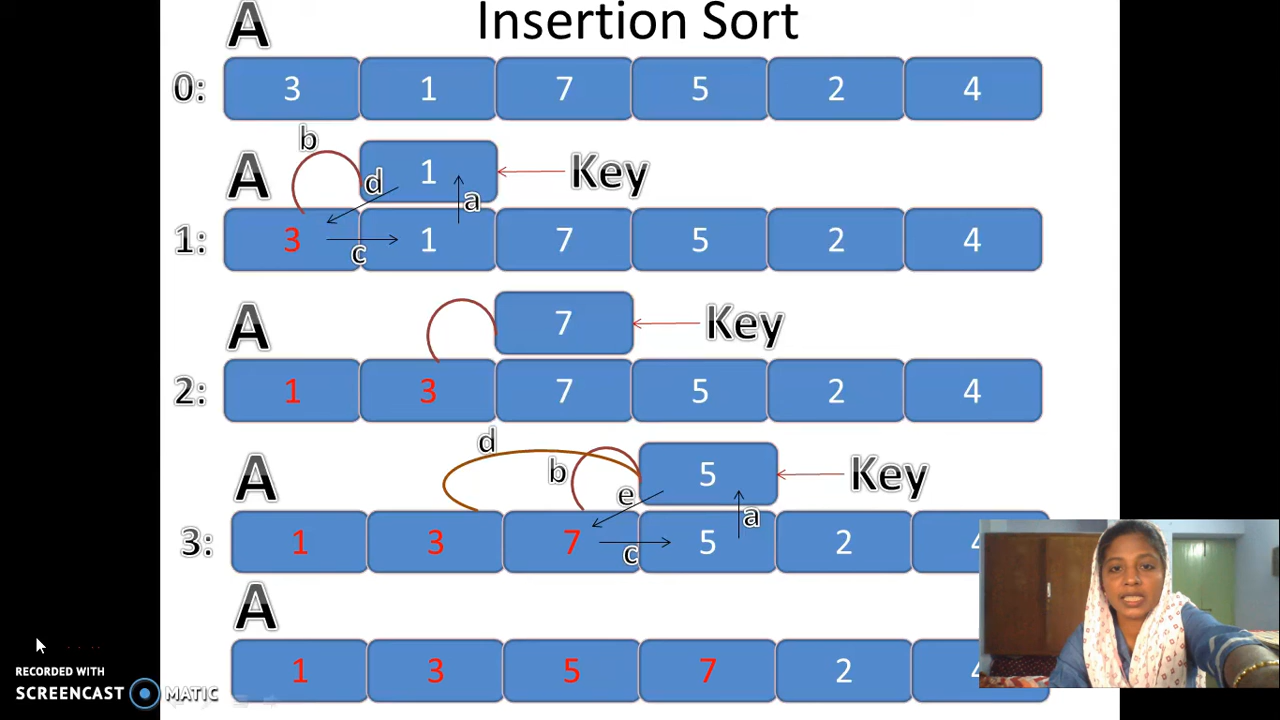 Insertion Sort
A
0: 3 1 7 5 2 4
b
A d 1 a Key
1: 3 c 1 7 5 2 4
A 7 Key
2: 1 3 7 5 2 4
d
A b e 5 a Key
3: 1 3 7 c 5 2 4
A
1 3 5 7 2 4
RECORDED WITH
SCREENCAST MATIC